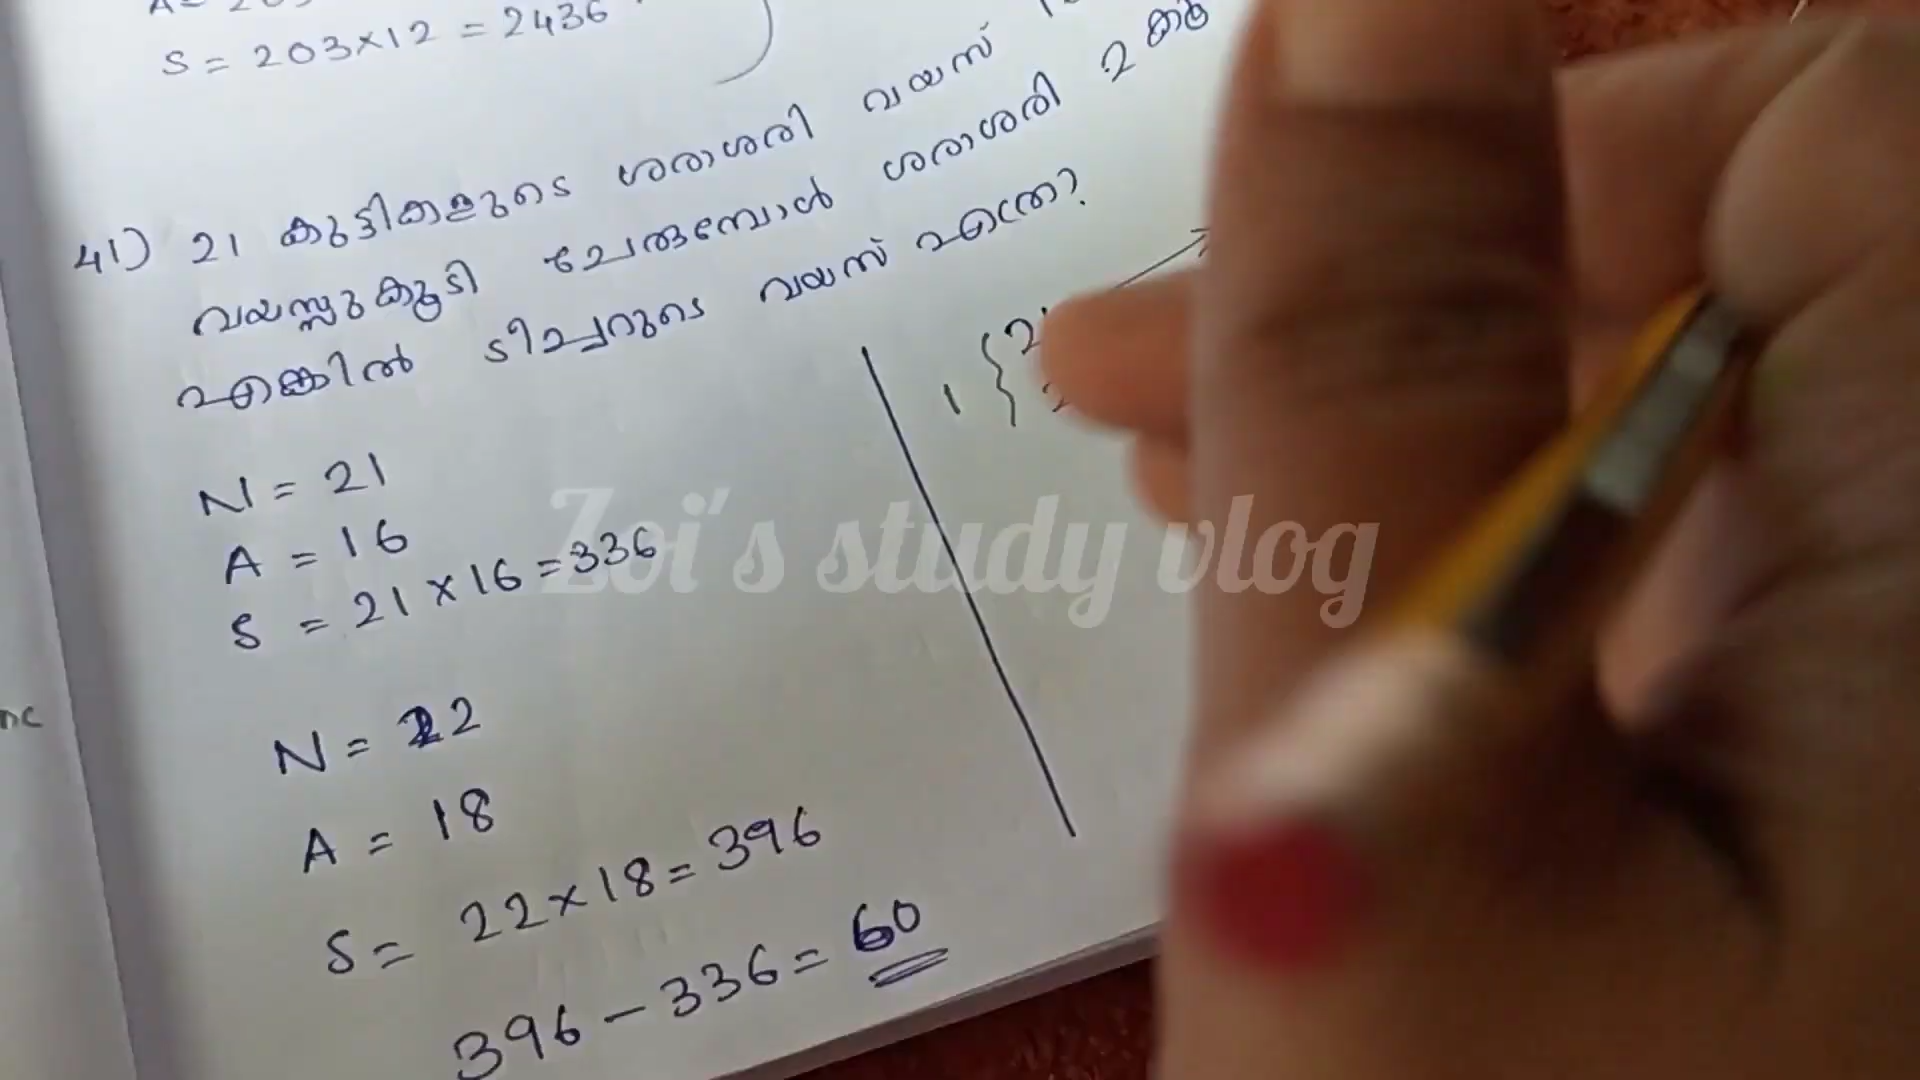 S = 203×12 = 2436
41) 21 കുട്ടികളുടെ ശരാശരി വയസ്
വയസ്സുകൂടി ചേരുമ്പോൾ ശരാശരി 2
എങ്കിൽ ടീച്ചറുടെ വയസ് എത്ര?
N = 21
A = 16
S = 21 × 16 = 336
N = 22
A = 18
S = 22×18 = 396
396 – 336 = 60
1 {
Zoi's study vlog